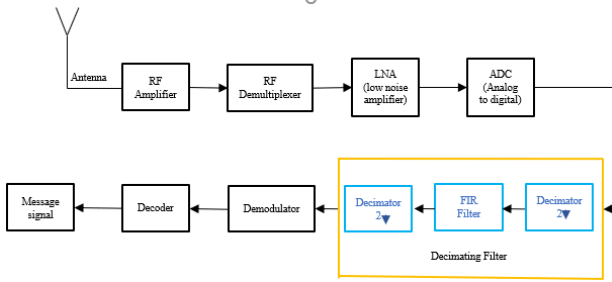 Antenna
RF
Amplifier
RF
Demultiplexer
LNA
(low noise
amplifier)
ADC
(Analog
to digital)
Message
signal
Decoder
Demodulator
Decimator
2
FIR
Filter
Decimator
2
Decimating Filter